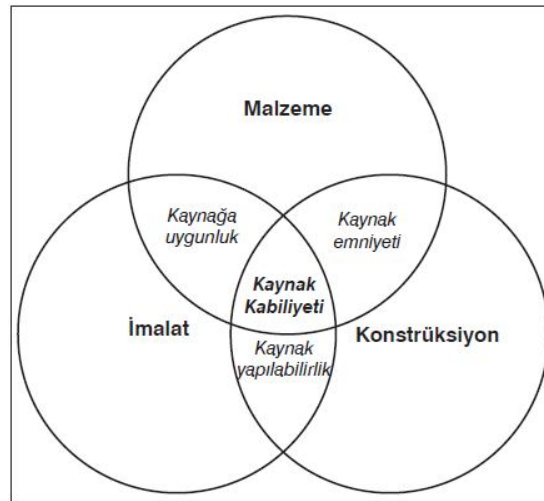 Malzeme
Kaynağa
uygunluk
Kaynak
emniyeti
Kaynak
Kabiliyeti
İmalat
Konstrüksiyon
Kaynak
yapılabilirlik